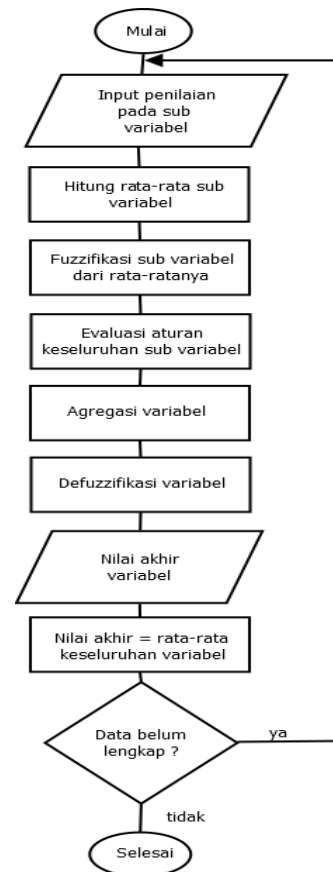 Mulai
Input penilaian
pada sub
variabel
Hitung rata-rata sub
variabel
Fuzzifikasi sub variabel
dari rata-ratanya
Evaluasi aturan
keseluruhan sub variabel
Agregasi variabel
Defuzzifikasi variabel
Nilai akhir
variabel
Nilai akhir = rata-rata
keseluruhan variabel
Data belum
lengkap ?
ya
tidak
Selesai